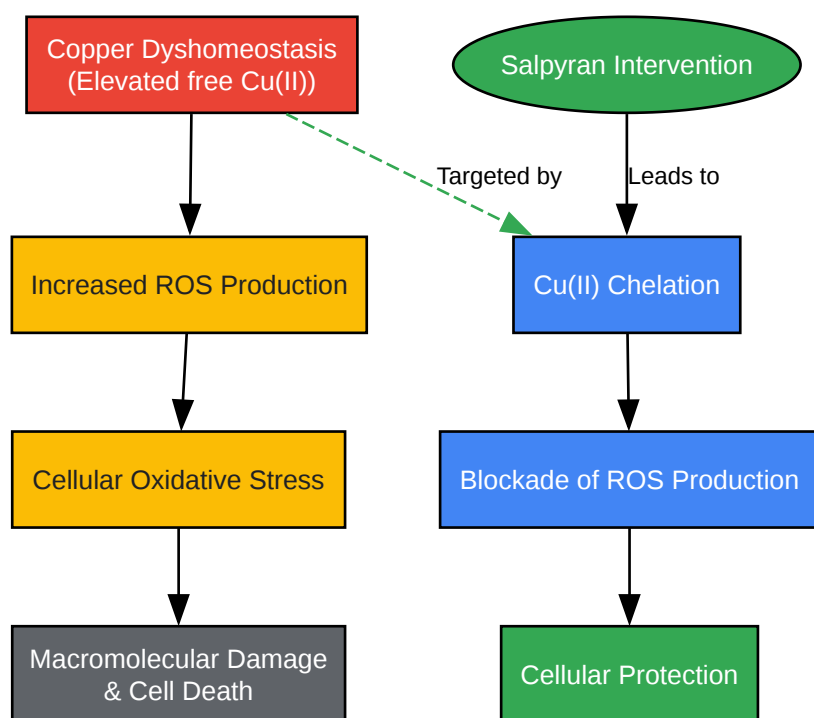 Copper Dyshomeostasis
(Elevated free Cu(II))
Salpyran Intervention
Targeted by
Leads to
Increased ROS Production
Cu(II) Chelation
Cellular Oxidative Stress
Blockade of ROS Production
Macromolecular Damage
& Cell Death
Cellular Protection